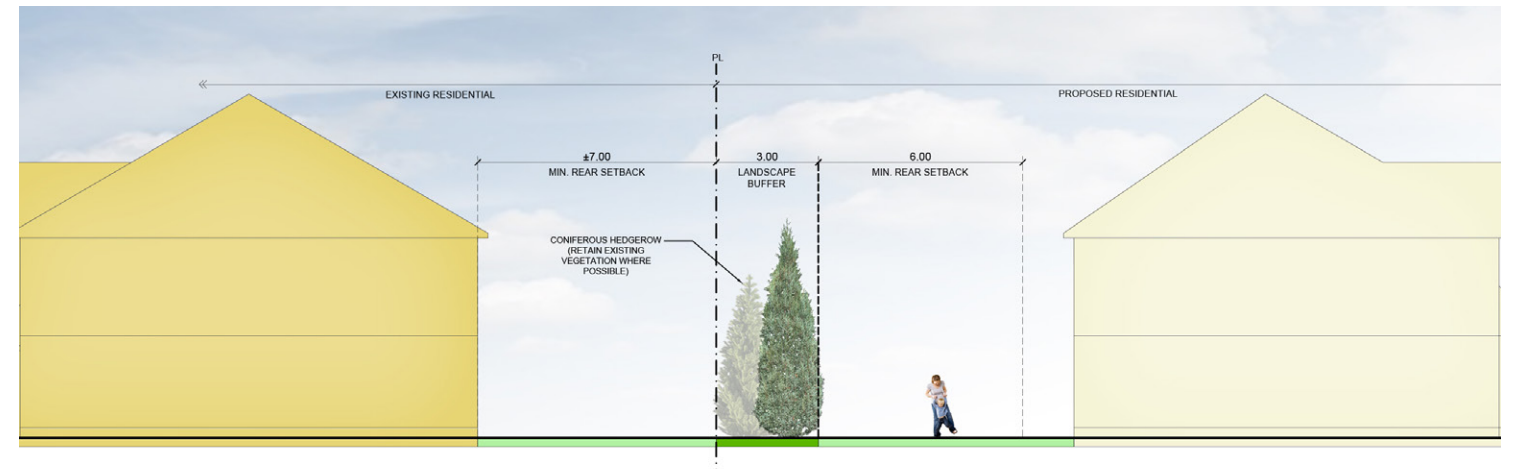 PL
EXISTING RESIDENTIAL
PROPOSED RESIDENTIAL
±7.00
MIN. REAR SETBACK
3.00
LANDSCAPE
BUFFER
6.00
MIN. REAR SETBACK
CONIFEROUS HEDGEROW
(RETAIN EXISTING
VEGETATION WHERE
POSSIBLE)